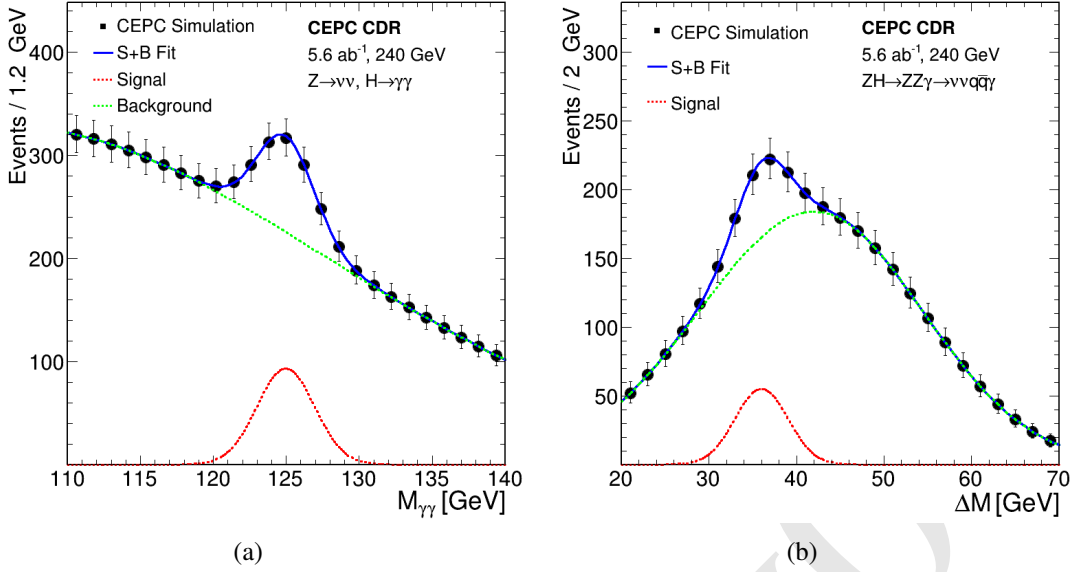 Events / 1.2 GeV
400
300
200
100
CEPC Simulation
S+B Fit
Signal
Background
CEPC CDR
5.6 ab⁻¹, 240 GeV
Z→νν, H→γγ
110 115 120 125 130 135 140
Mγγ [GeV]
(a)
Events / 2 GeV
300
250
200
150
100
50
0
CEPC Simulation
S+B Fit
Signal
CEPC CDR
5.6 ab⁻¹, 240 GeV
ZH→ZZγ→ννqq̅γ
20 30 40 50 60 70
ΔM [GeV]
(b)